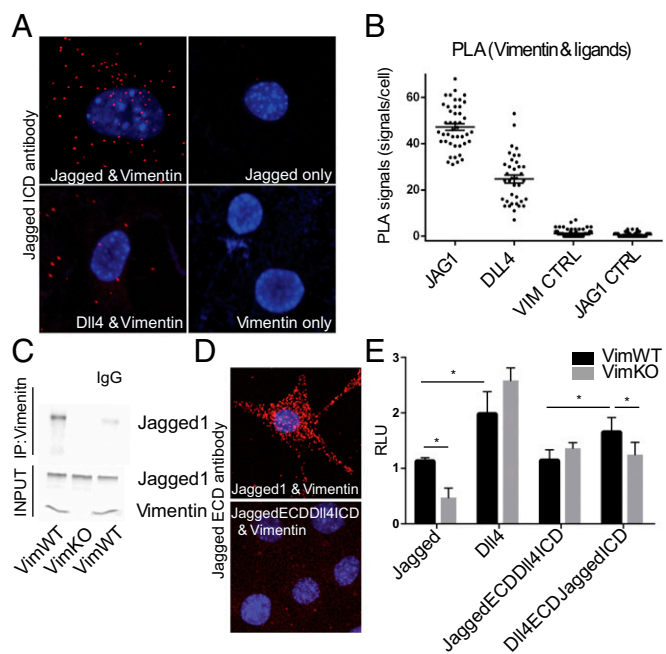 A
Jagged ICD antibody
Jagged & Vimentin
Jagged only
Dll4 & Vimentin
Vimentin only
B
PLA (Vimentin & ligands)
PLA signals (signals/cell)
60
40
20
0
JAG1
DLL4
VIM CTRL
JAG1 CTRL
C
IgG
IP:Vimenitn
Jagged1
INPUT
Jagged1
Vimentin
VimWT
VimKO
VimWT
D
Jagged ECD antibody
Jagged1 & Vimentin
JaggedECDDll4ICD
& Vimentin
E
VimWT
VimKO
RLU
3
2
1
0
*
*
*
*
Jagged
Dll4
JaggedECDDll4ICD
Dll4ECDJaggedICD